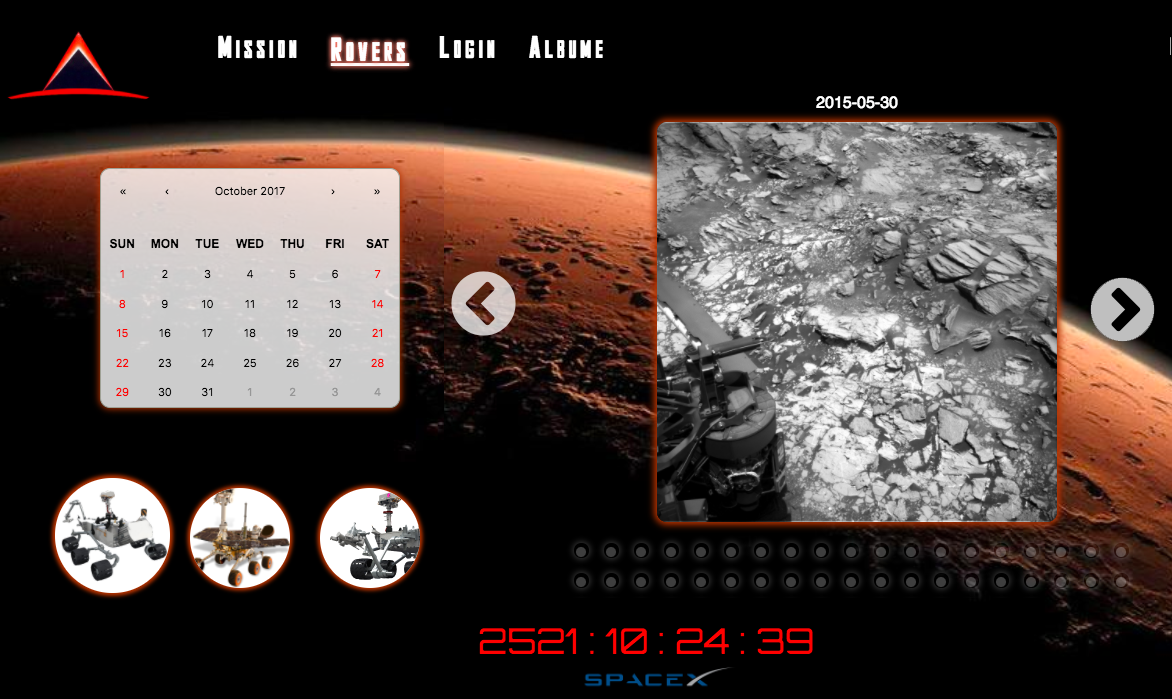 Mission Rovers Login Albume
2015-05-30
« ‹ October 2017 › »
SUN MON TUE WED THU FRI SAT
1 2 3 4 5 6 7
8 9 10 11 12 13 14
15 16 17 18 19 20 21
22 23 24 25 26 27 28
29 30 31 1 2 3 4
2521 : 10 : 24 : 39
SPACEX